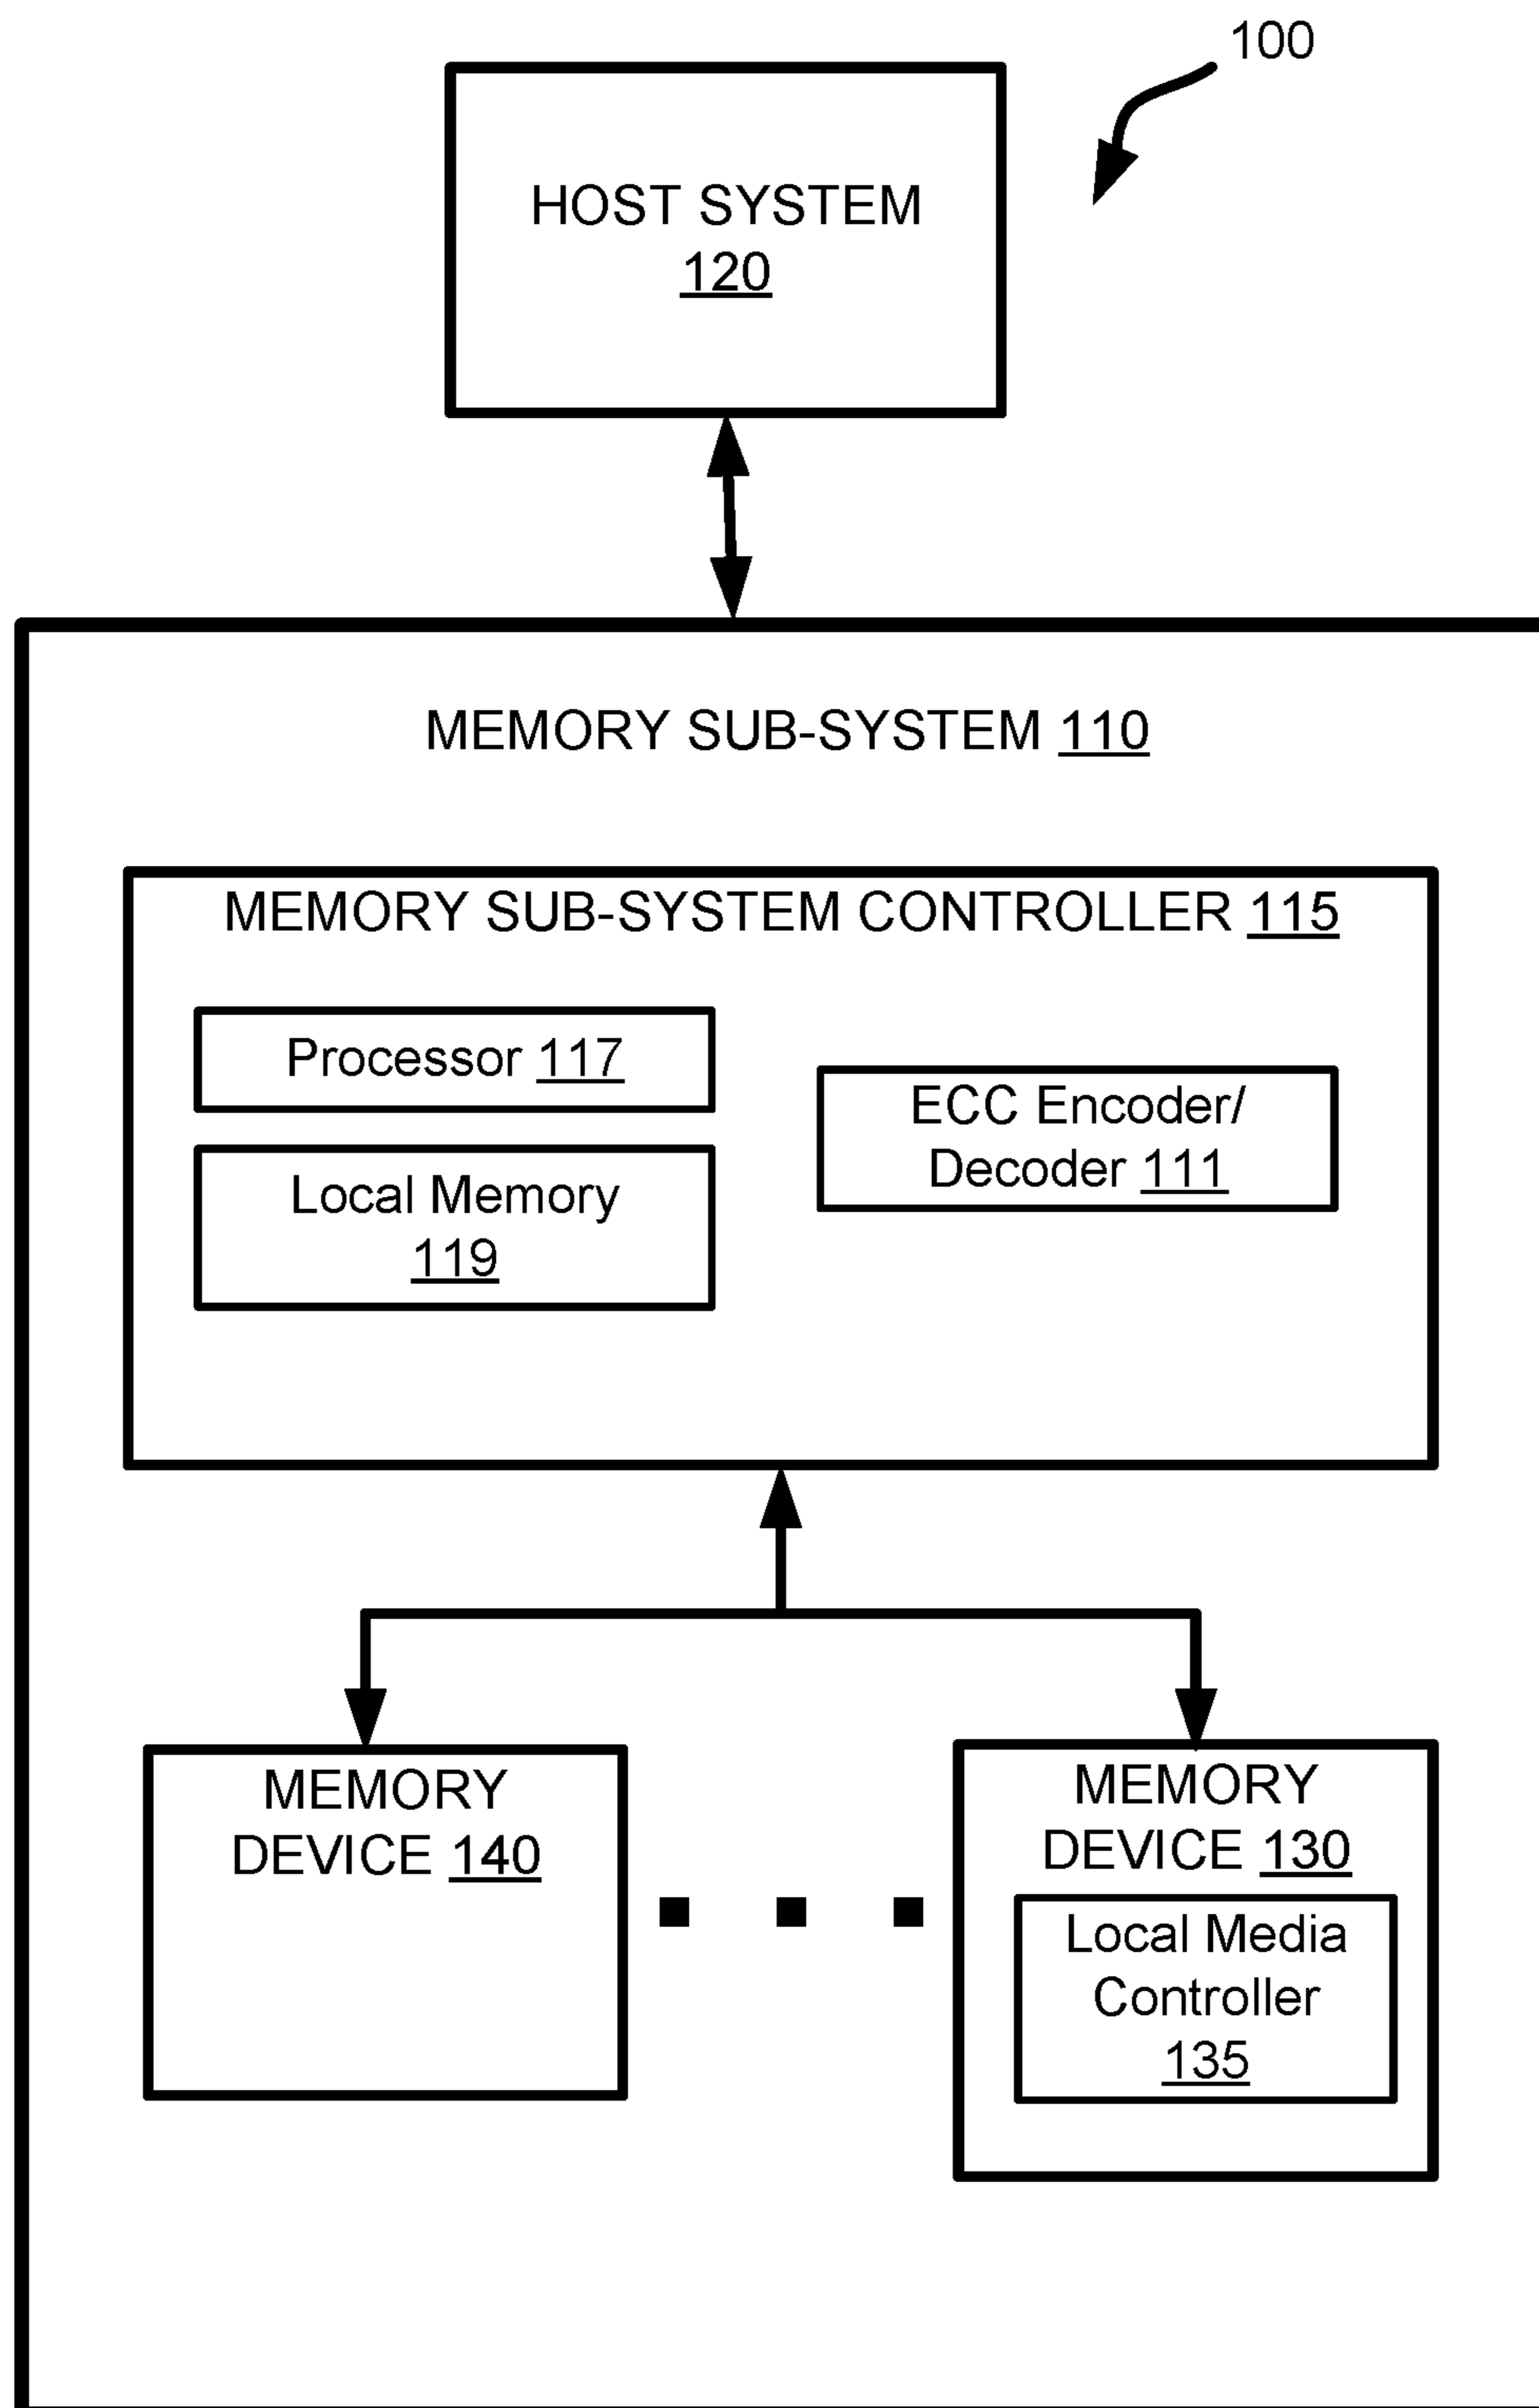 100
HOST SYSTEM
120
MEMORY SUB-SYSTEM 110
MEMORY SUB-SYSTEM CONTROLLER 115
Processor 117
Local Memory
119
ECC Encoder/
Decoder 111
MEMORY
DEVICE 140
MEMORY
DEVICE 130
Local Media
Controller
135